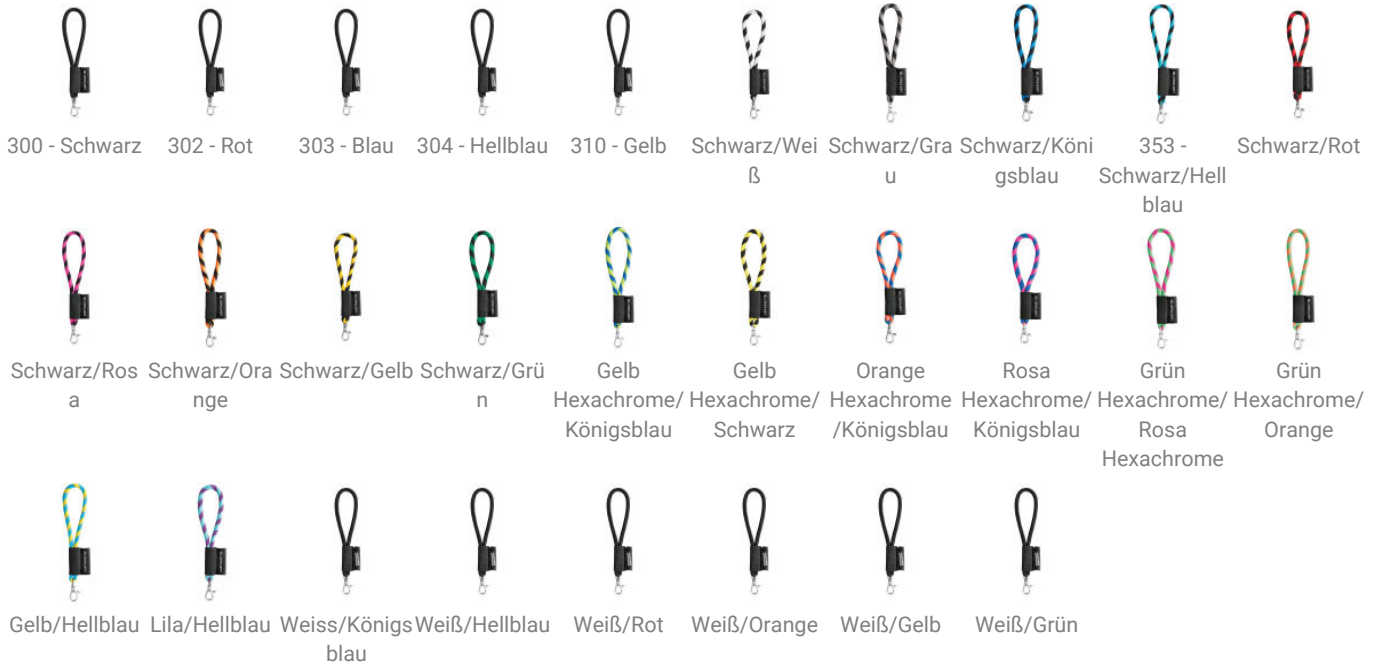 300 - Schwarz 302 - Rot 303 - Blau 304 - Hellblau 310 - Gelb Schwarz/Wei Schwarz/Gra Schwarz/Köni 353 - Schwarz/Rot
ß u gsblau Schwarz/Hell
blau
Schwarz/Ros Schwarz/Ora Schwarz/Gelb Schwarz/Grü Gelb Gelb Orange Rosa Grün Grün
a nge n Hexachrome/ Hexachrome/ Hexachrome Hexachrome/ Hexachrome/ Hexachrome/
Königsblau Schwarz /Königsblau Königsblau Rosa Orange
Hexachrome
Gelb/Hellblau Lila/Hellblau Weiss/Königs Weiß/Hellblau Weiß/Rot Weiß/Orange Weiß/Gelb Weiß/Grün
blau